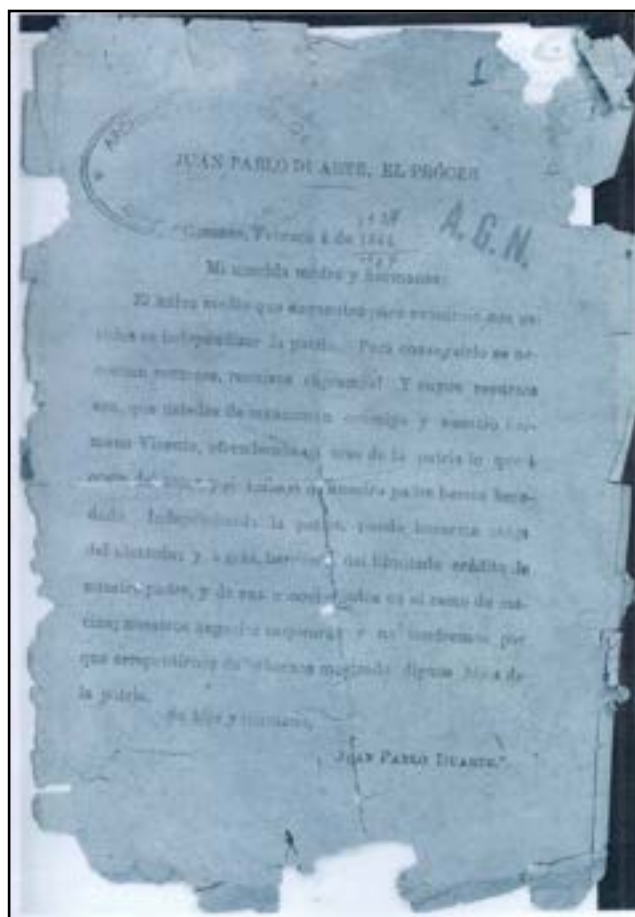 1
ARCH
JUAN PABLO DUARTE, EL PRÓCER
A. G. N.
de 1844
Mi querida madre y hermanos:
El único medio que encuentro para reunirme con us-
tedes es independizar la patria. Para conseguirlo se ne-
cesitan recursos, recursos supremos! Y cuyos recursos
son, que ustedes de mancomún conmigo y nuestro her-
mano Vicente, ofrendemos en aras de la patria lo que á
costa del amor y el trabajo de nuestro padre hemos here-
dado. Independizada la patria, puedo hacerme cargo
del almacén; y á más, heredero del ilimitado crédito de
nuestro padre, y de sus conocimientos en el ramo de ma-
rina; nuestros negocios mejorarán y no tendremos por
que arrepentirnos de habernos mostrado dignos hijos de
la patria.
Su hijo y hermano,
JUAN PABLO DUARTE."